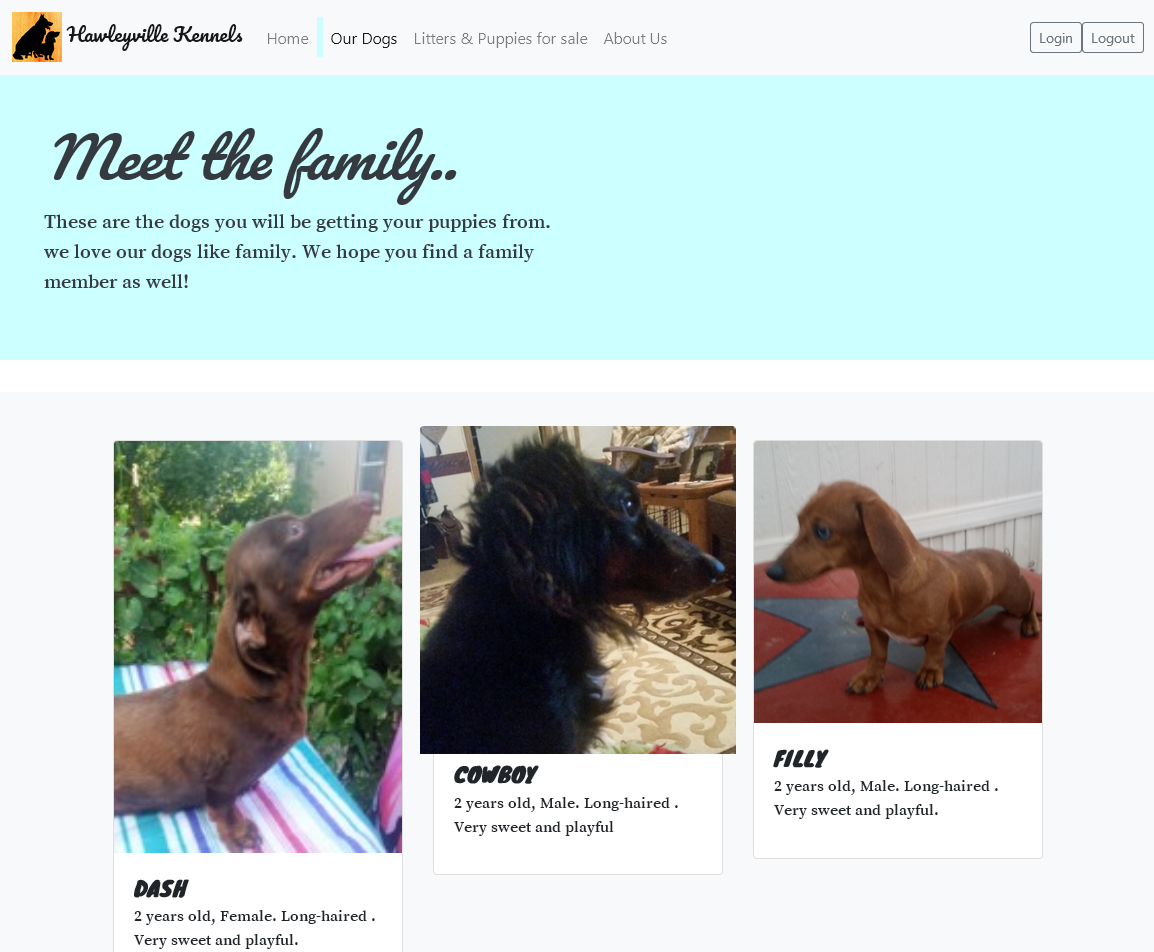 Hawleyville Kennels
Home
Our Dogs
Litters & Puppies for sale
About Us
Login
Logout
Meet the family..
These are the dogs you will be getting your puppies from.
we love our dogs like family. We hope you find a family
member as well!
DASH
2 years old, Female. Long-haired .
Very sweet and playful.
COWBOY
2 years old, Male. Long-haired .
Very sweet and playful
FILLY
2 years old, Male. Long-haired .
Very sweet and playful.